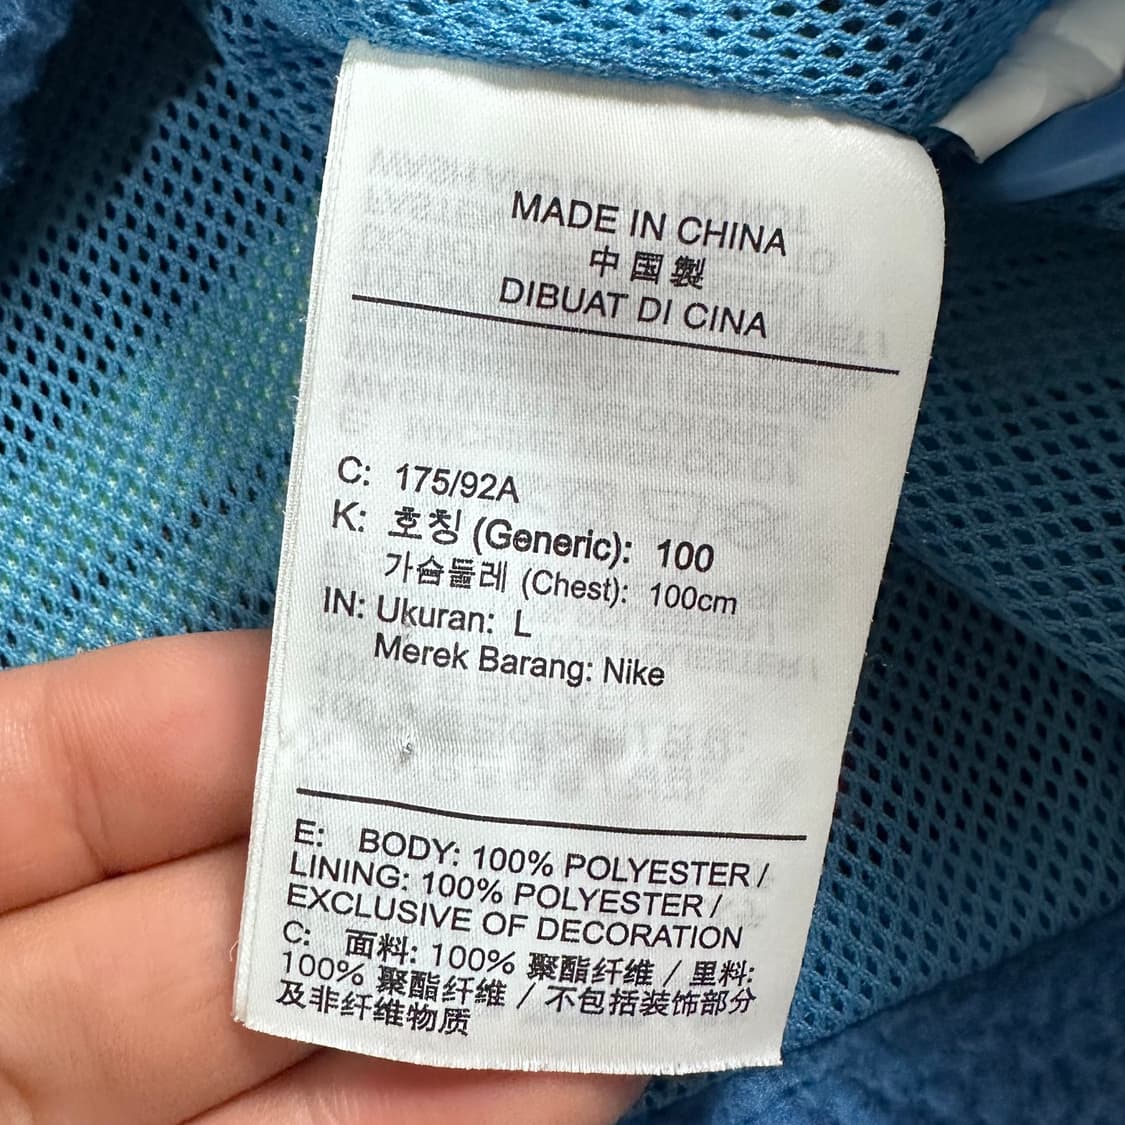 MADE IN CHINA
中国製
DIBUAT DI CINA
C: 175/92A
K: 호칭 (Generic): 100
가슴둘레 (Chest): 100cm
IN: Ukuran: L
Merek Barang: Nike
E: BODY: 100% POLYESTER /
LINING: 100% POLYESTER /
EXCLUSIVE OF DECORATION
C: 面料: 100% 聚酯纤维 / 里料:
100% 聚酯纤维 / 不包括装饰部分
及非纤维物质